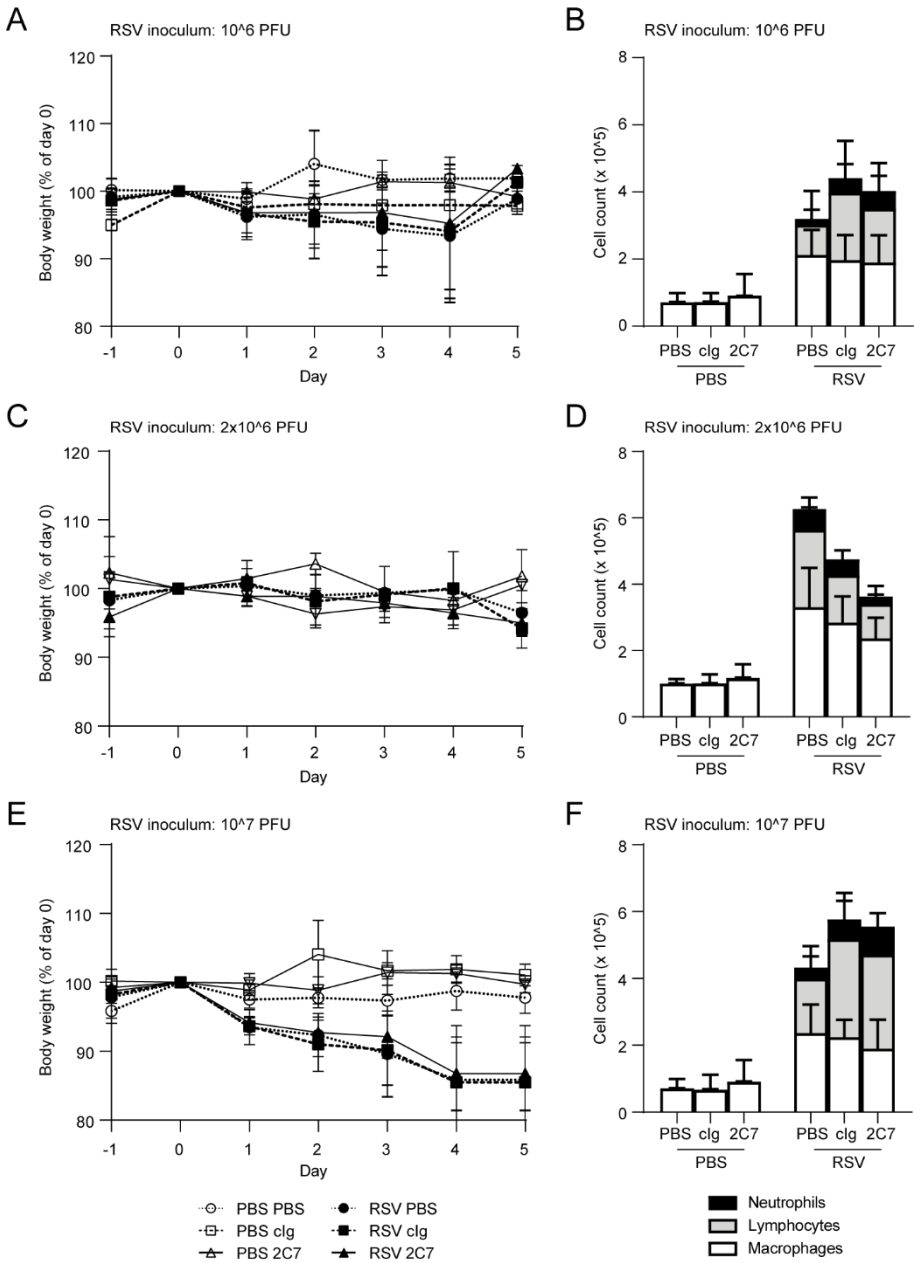 A
RSV inoculum: 10^6 PFU
120
110
100
90
80
Body weight (% of day 0)
-1 0 1 2 3 4 5
Day
B
RSV inoculum: 10^6 PFU
8
6
4
2
0
Cell count (x 10^5)
PBS cIg 2C7 PBS cIg 2C7
PBS RSV
C
RSV inoculum: 2x10^6 PFU
120
110
100
90
80
Body weight (% of day 0)
-1 0 1 2 3 4 5
Day
D
RSV inoculum: 2x10^6 PFU
8
6
4
2
0
Cell count (x 10^5)
PBS cIg 2C7 PBS cIg 2C7
PBS RSV
E
RSV inoculum: 10^7 PFU
120
110
100
90
80
Body weight (% of day 0)
-1 0 1 2 3 4 5
Day
F
RSV inoculum: 10^7 PFU
8
6
4
2
0
Cell count (x 10^5)
PBS cIg 2C7 PBS cIg 2C7
PBS RSV
PBS PBS RSV PBS
PBS cIg RSV cIg
PBS 2C7 RSV 2C7
Neutrophils
Lymphocytes
Macrophages